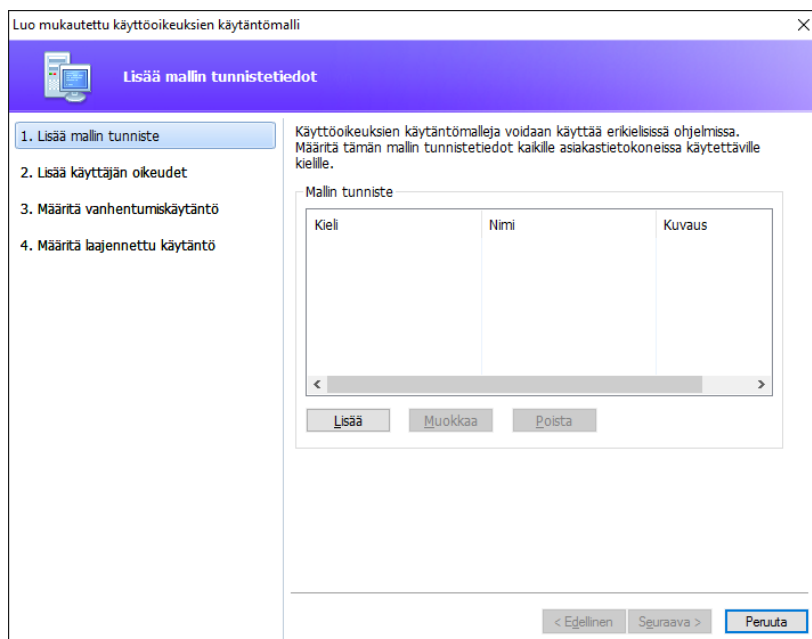 Luo mukautettu käyttöoikeuksien käytäntömalli
Lisää mallin tunnistetiedot
1. Lisää mallin tunniste
2. Lisää käyttäjän oikeudet
3. Määritä vanhentumiskäytäntö
4. Määritä laajennettu käytäntö
Käyttöoikeuksien käytäntömalleja voidaan käyttää erikielisissä ohjelmissa.
Määritä tämän mallin tunnistetiedot kaikille asiakastietokoneissa käytettäville
kielille.
Mallin tunniste
Kieli Nimi Kuvaus
Lisää Muokkaa Poista
< Edellinen Seuraava > Peruuta